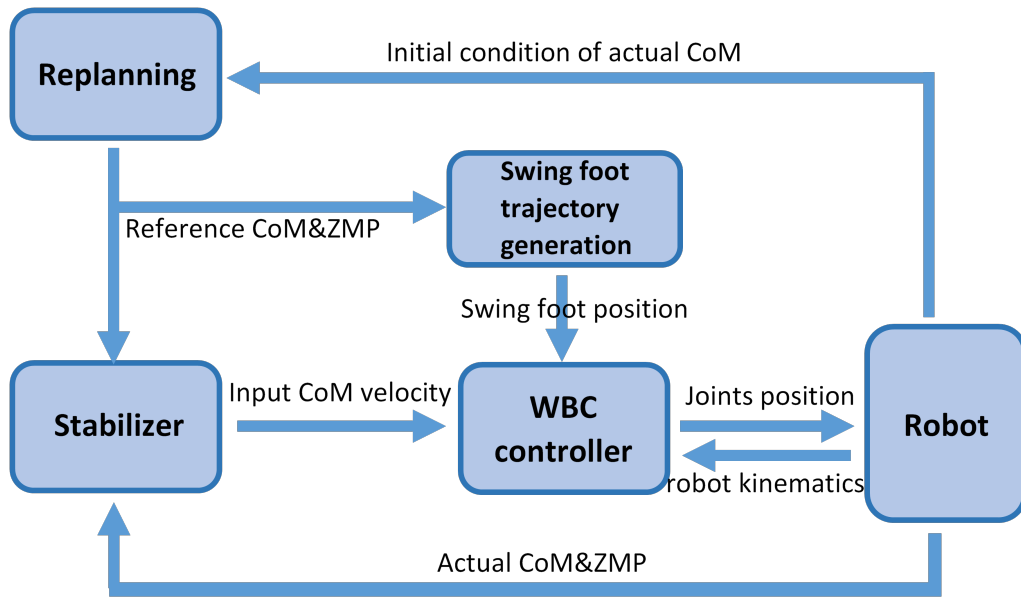 Replanning
Initial condition of actual CoM
Swing foot
trajectory
generation
Reference CoM&ZMP
Swing foot position
Stabilizer
Input CoM velocity
WBC
controller
Joints position
robot kinematics
Robot
Actual CoM&ZMP